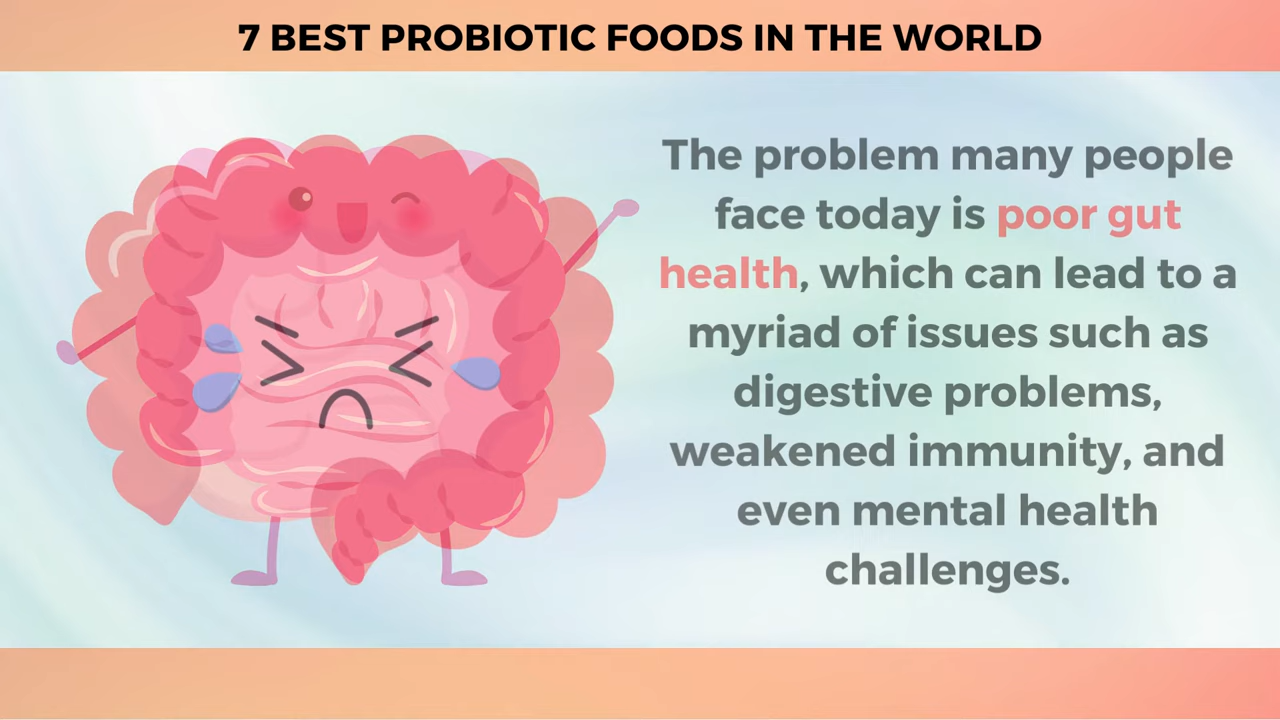 7 BEST PROBIOTIC FOODS IN THE WORLD
The problem many people
face today is poor gut
health, which can lead to a
myriad of issues such as
digestive problems,
weakened immunity, and
even mental health
challenges.